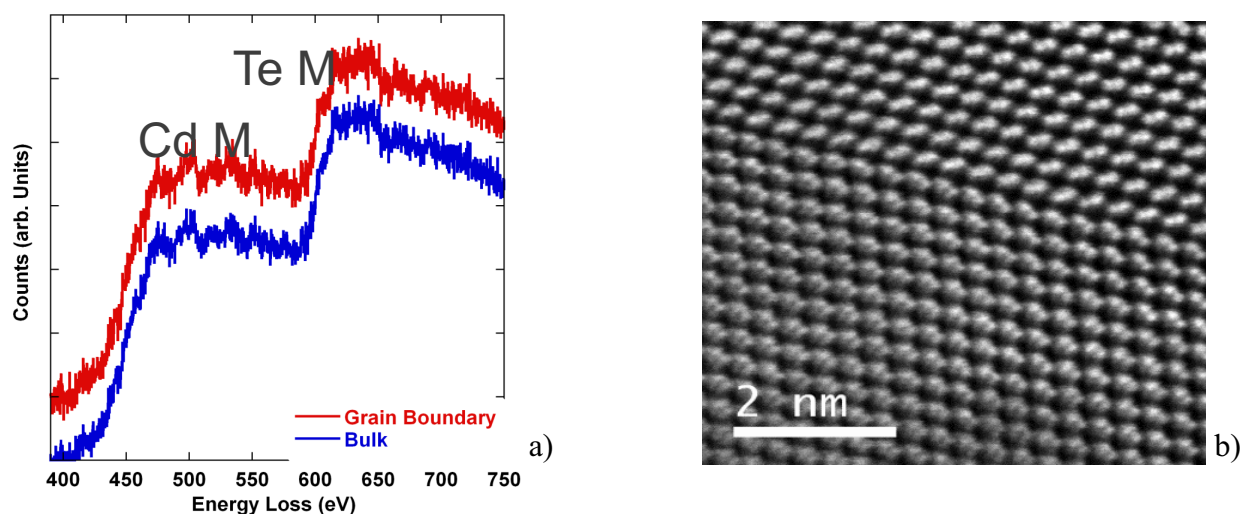 Te M
Cd M
Counts (arb. Units)
Grain Boundary
Bulk
400 450 500 550 600 650 700 750
Energy Loss (eV)
a)
2 nm
b)